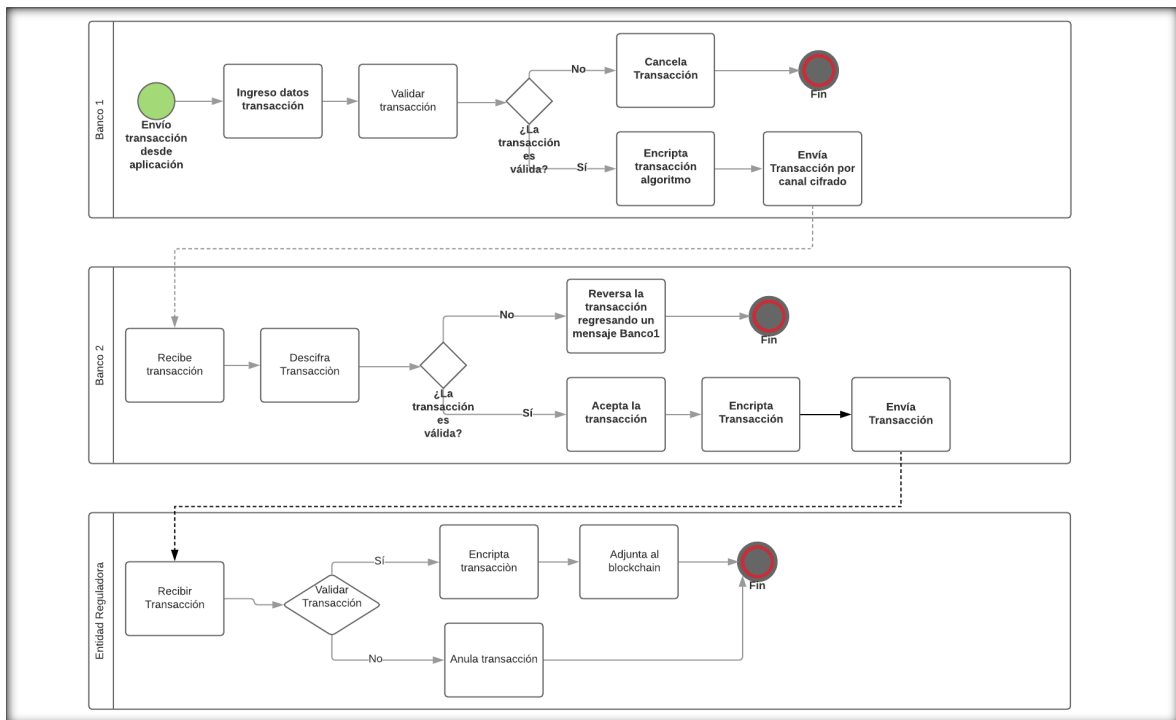 Banco 1
Envío
transacción
desde
aplicación
Ingreso datos
transacción
Validar
transacción
¿La
transacción
es
válida?
No
Cancela
Transacción
Fin
Sí
Encripta
transacción
algoritmo
Envía
Transacción por
canal cifrado
Banco 2
Recibe
transacción
Descifra
Transacciòn
¿La
transacción
es
válida?
No
Reversa la
transacción
regresando un
mensaje Banco1
Fin
Sí
Acepta la
transacción
Encripta
Transacción
Envía
Transacción
Entidad Reguladora
Recibir
Transacción
Validar
Transacción
Sí
Encripta
transacciòn
Adjunta al
blockchain
Fin
No
Anula transacción